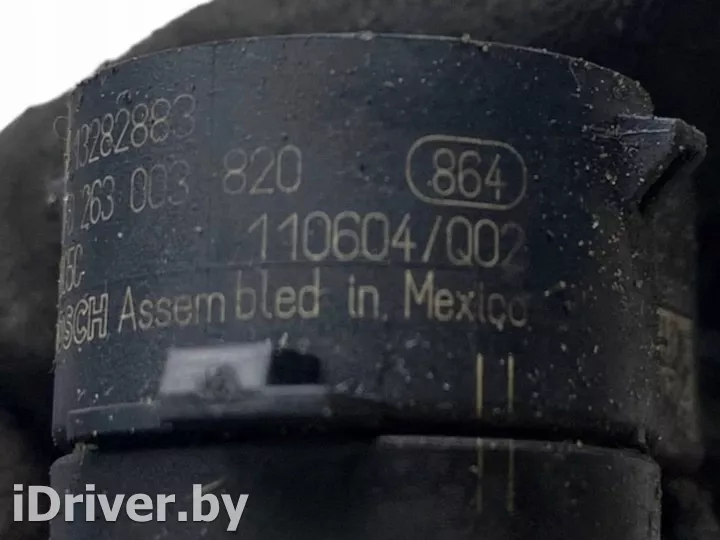 13282883
263 003 820 864
110604/Q02
Assembled in Mexico
iDriver.by